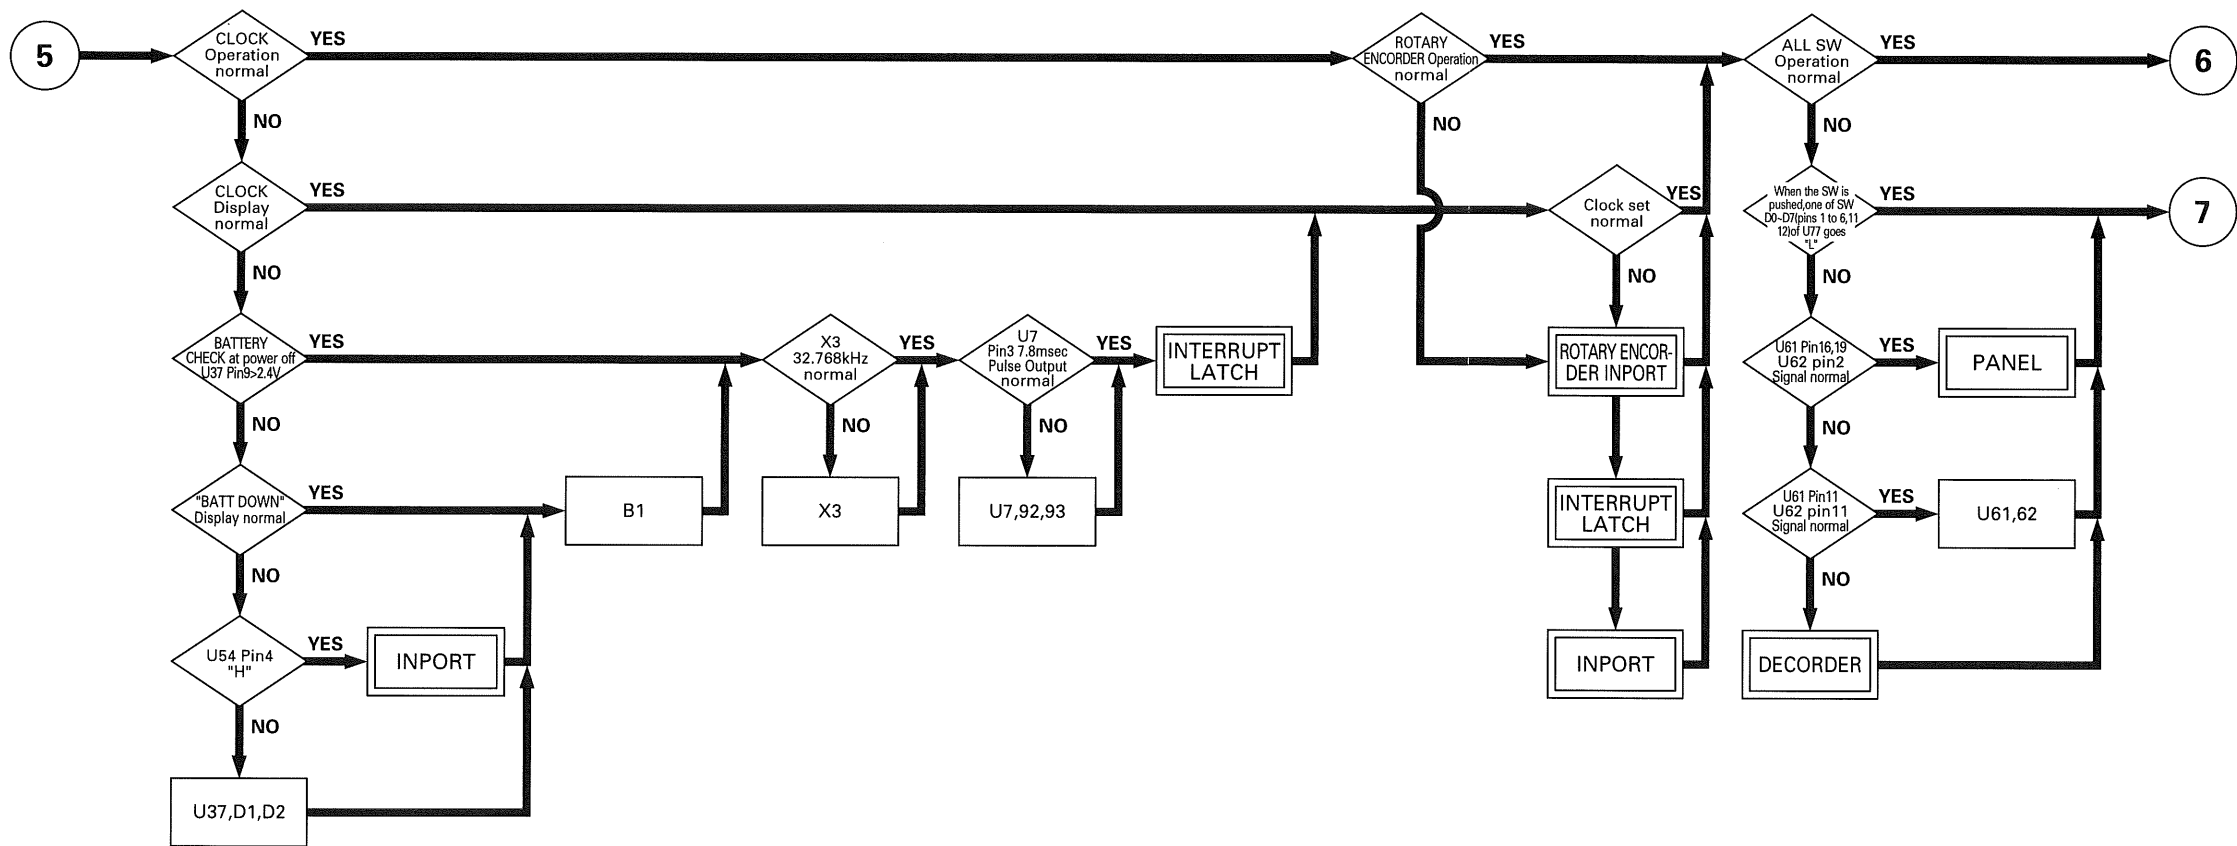 5
CLOCK
Operation
normal
YES
NO
ROTARY
ENCORDER Operation
normal
YES
NO
ALL SW
Operation
normal
YES
NO
6
CLOCK
Display
normal
YES
NO
Clock set
normal
YES
NO
When the SW is
pushed,one of SW
D0~D7(pins 1 to 6,11
12)of U77 goes
"L"
YES
NO
7
BATTERY
CHECK at power off
U37 Pin9>2.4V
YES
NO
X3
32.768kHz
normal
YES
NO
U7
Pin3 7.8msec
Pulse Output
normal
YES
NO
INTERRUPT
LATCH
ROTARY ENCOR-
DER INPORT
U61 Pin16,19
U62 pin2
Signal normal
YES
NO
PANEL
"BATT DOWN"
Display normal
YES
NO
B1
X3
U7,92,93
INTERRUPT
LATCH
U61 Pin11
U62 pin11
Signal normal
YES
NO
U61,62
U54 Pin4
"H"
YES
NO
INPORT
INPORT
DECORDER
U37,D1,D2